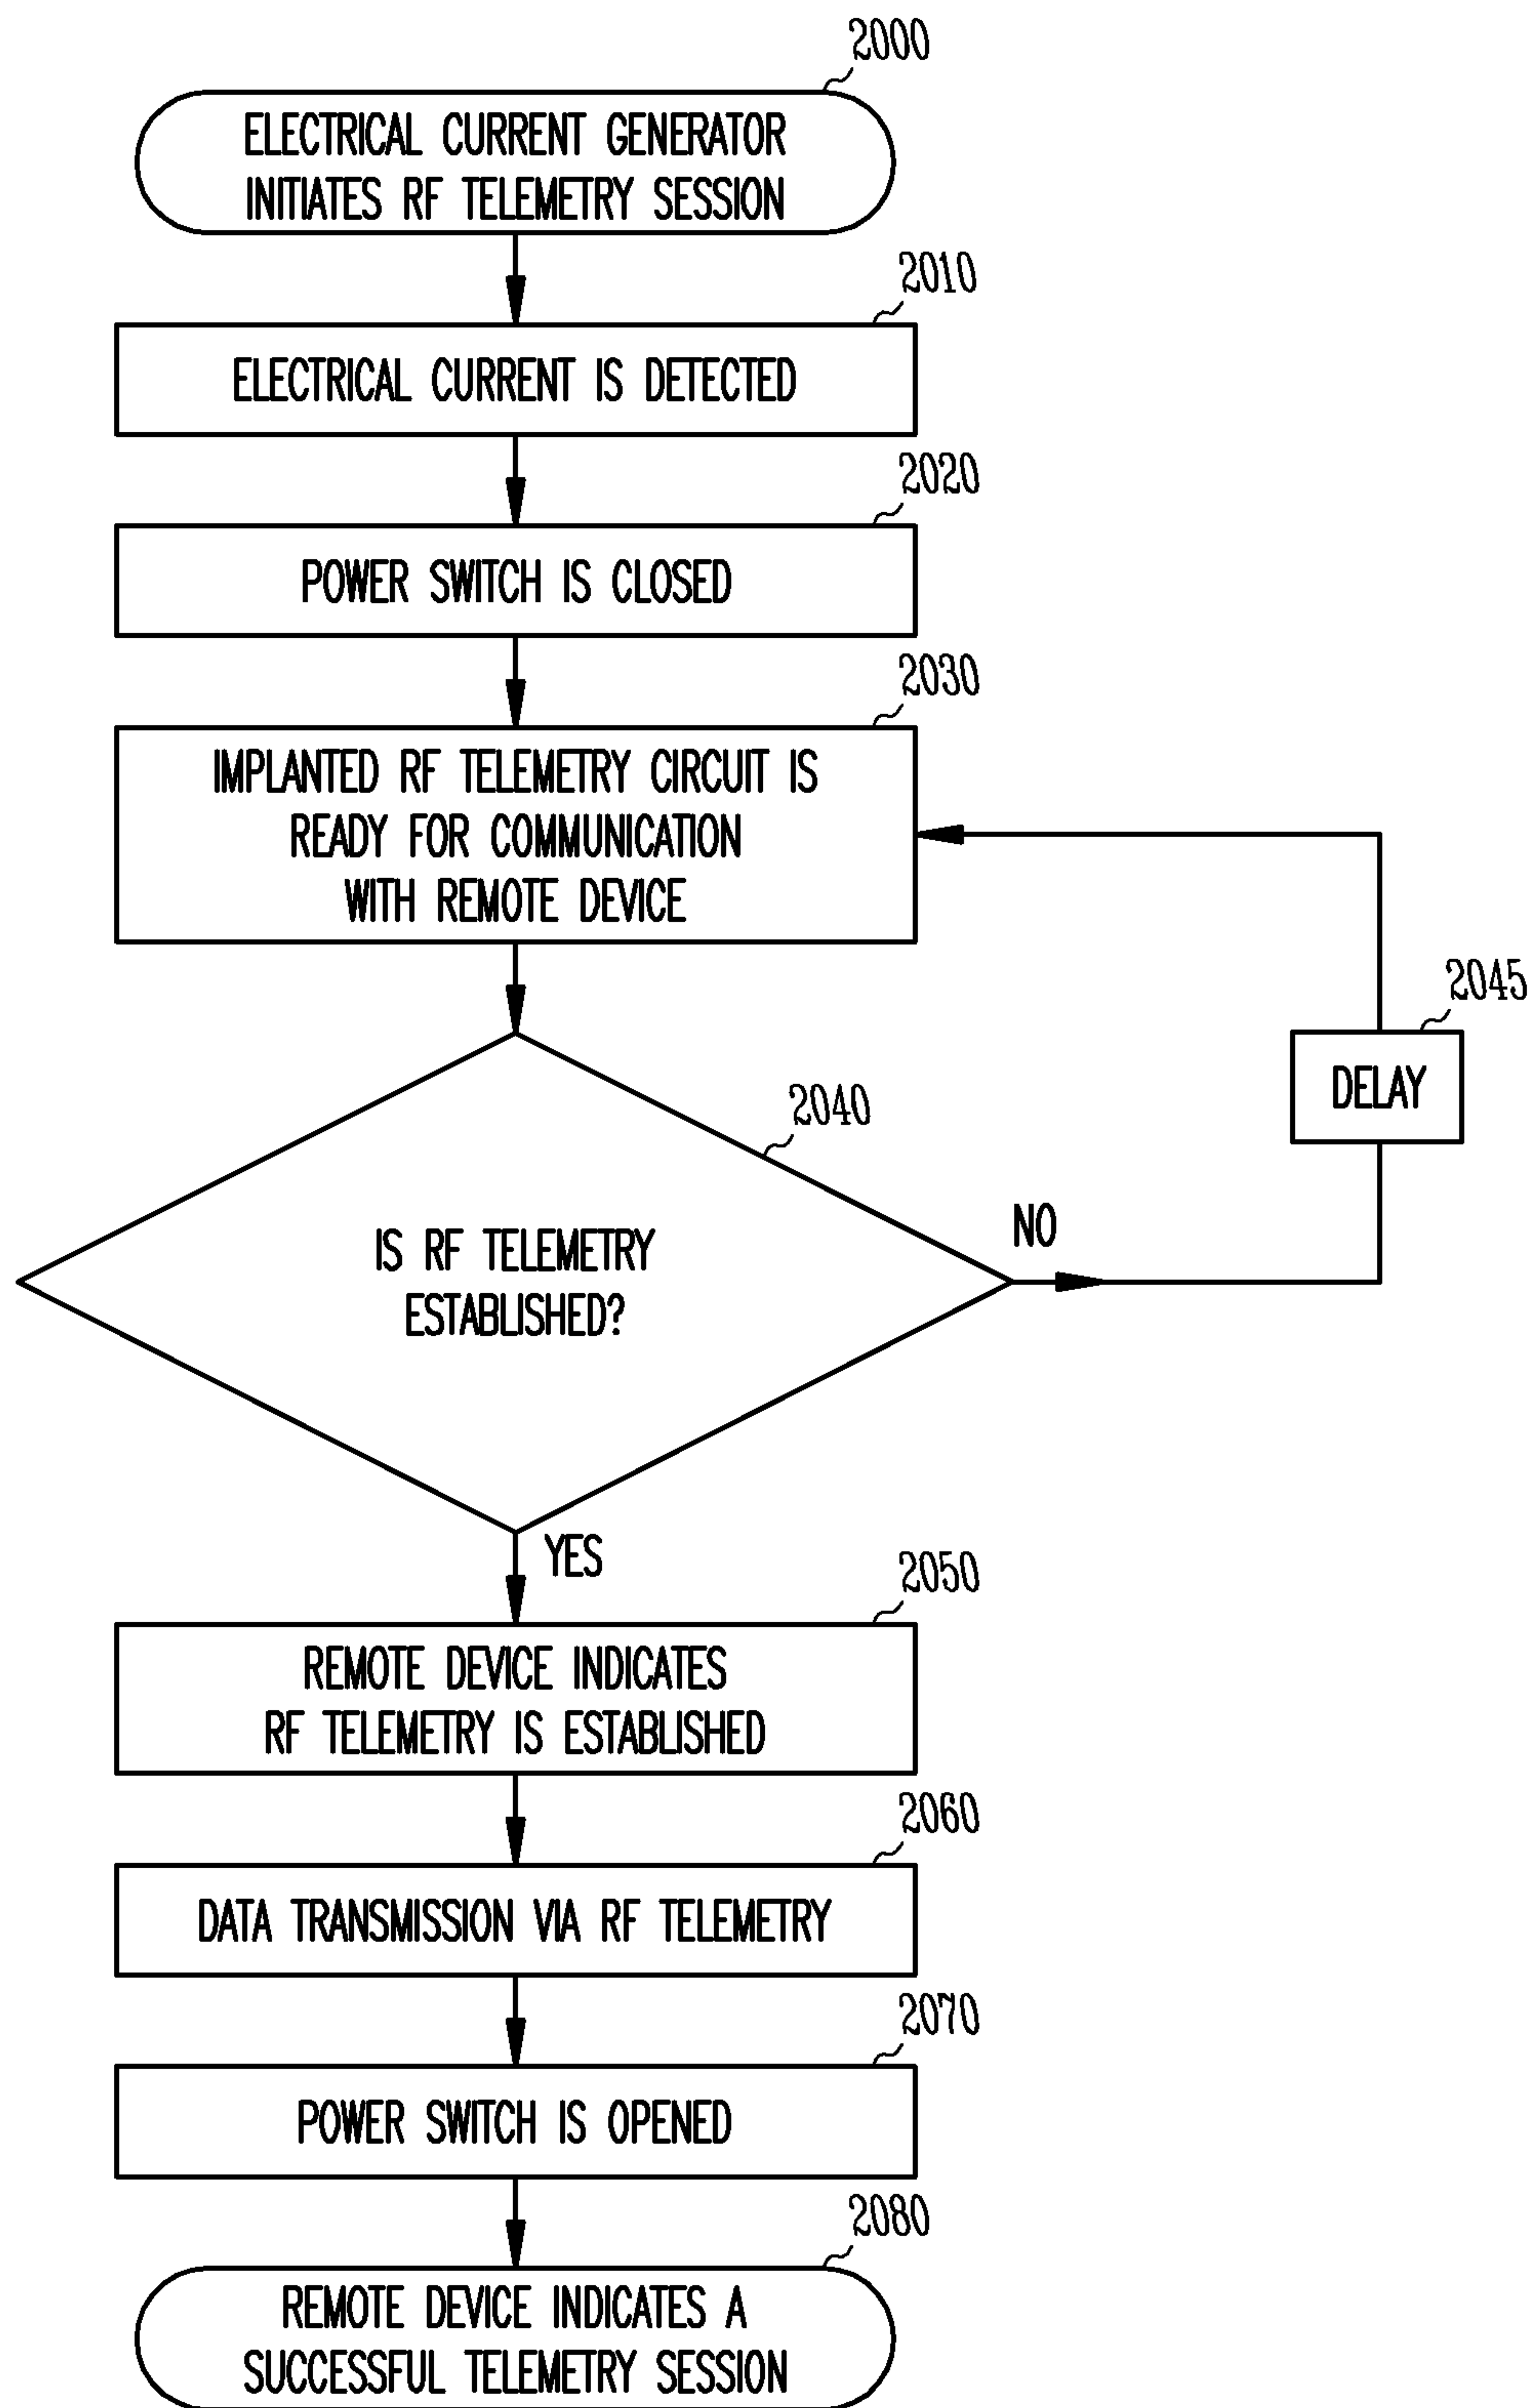 2000
ELECTRICAL CURRENT GENERATOR
INITIATES RF TELEMETRY SESSION
2010
ELECTRICAL CURRENT IS DETECTED
2020
POWER SWITCH IS CLOSED
2030
IMPLANTED RF TELEMETRY CIRCUIT IS
READY FOR COMMUNICATION
WITH REMOTE DEVICE
2045
DELAY
2040
IS RF TELEMETRY
ESTABLISHED?
NO
YES
2050
REMOTE DEVICE INDICATES
RF TELEMETRY IS ESTABLISHED
2060
DATA TRANSMISSION VIA RF TELEMETRY
2070
POWER SWITCH IS OPENED
2080
REMOTE DEVICE INDICATES A
SUCCESSFUL TELEMETRY SESSION